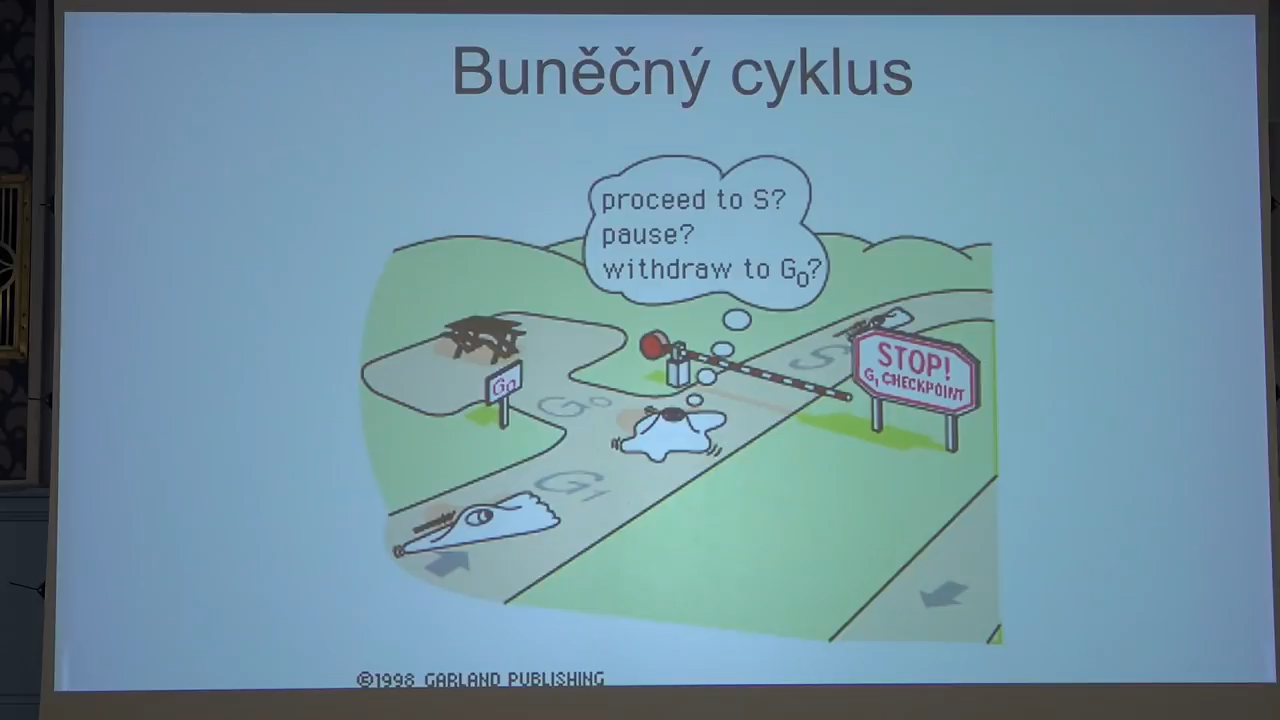 Buněčný cyklus
proceed to S?
pause?
withdraw to G₀?
STOP!
G₁ CHECKPOINT
S
G₀
G₀
G₁
©1998 GARLAND PUBLISHING